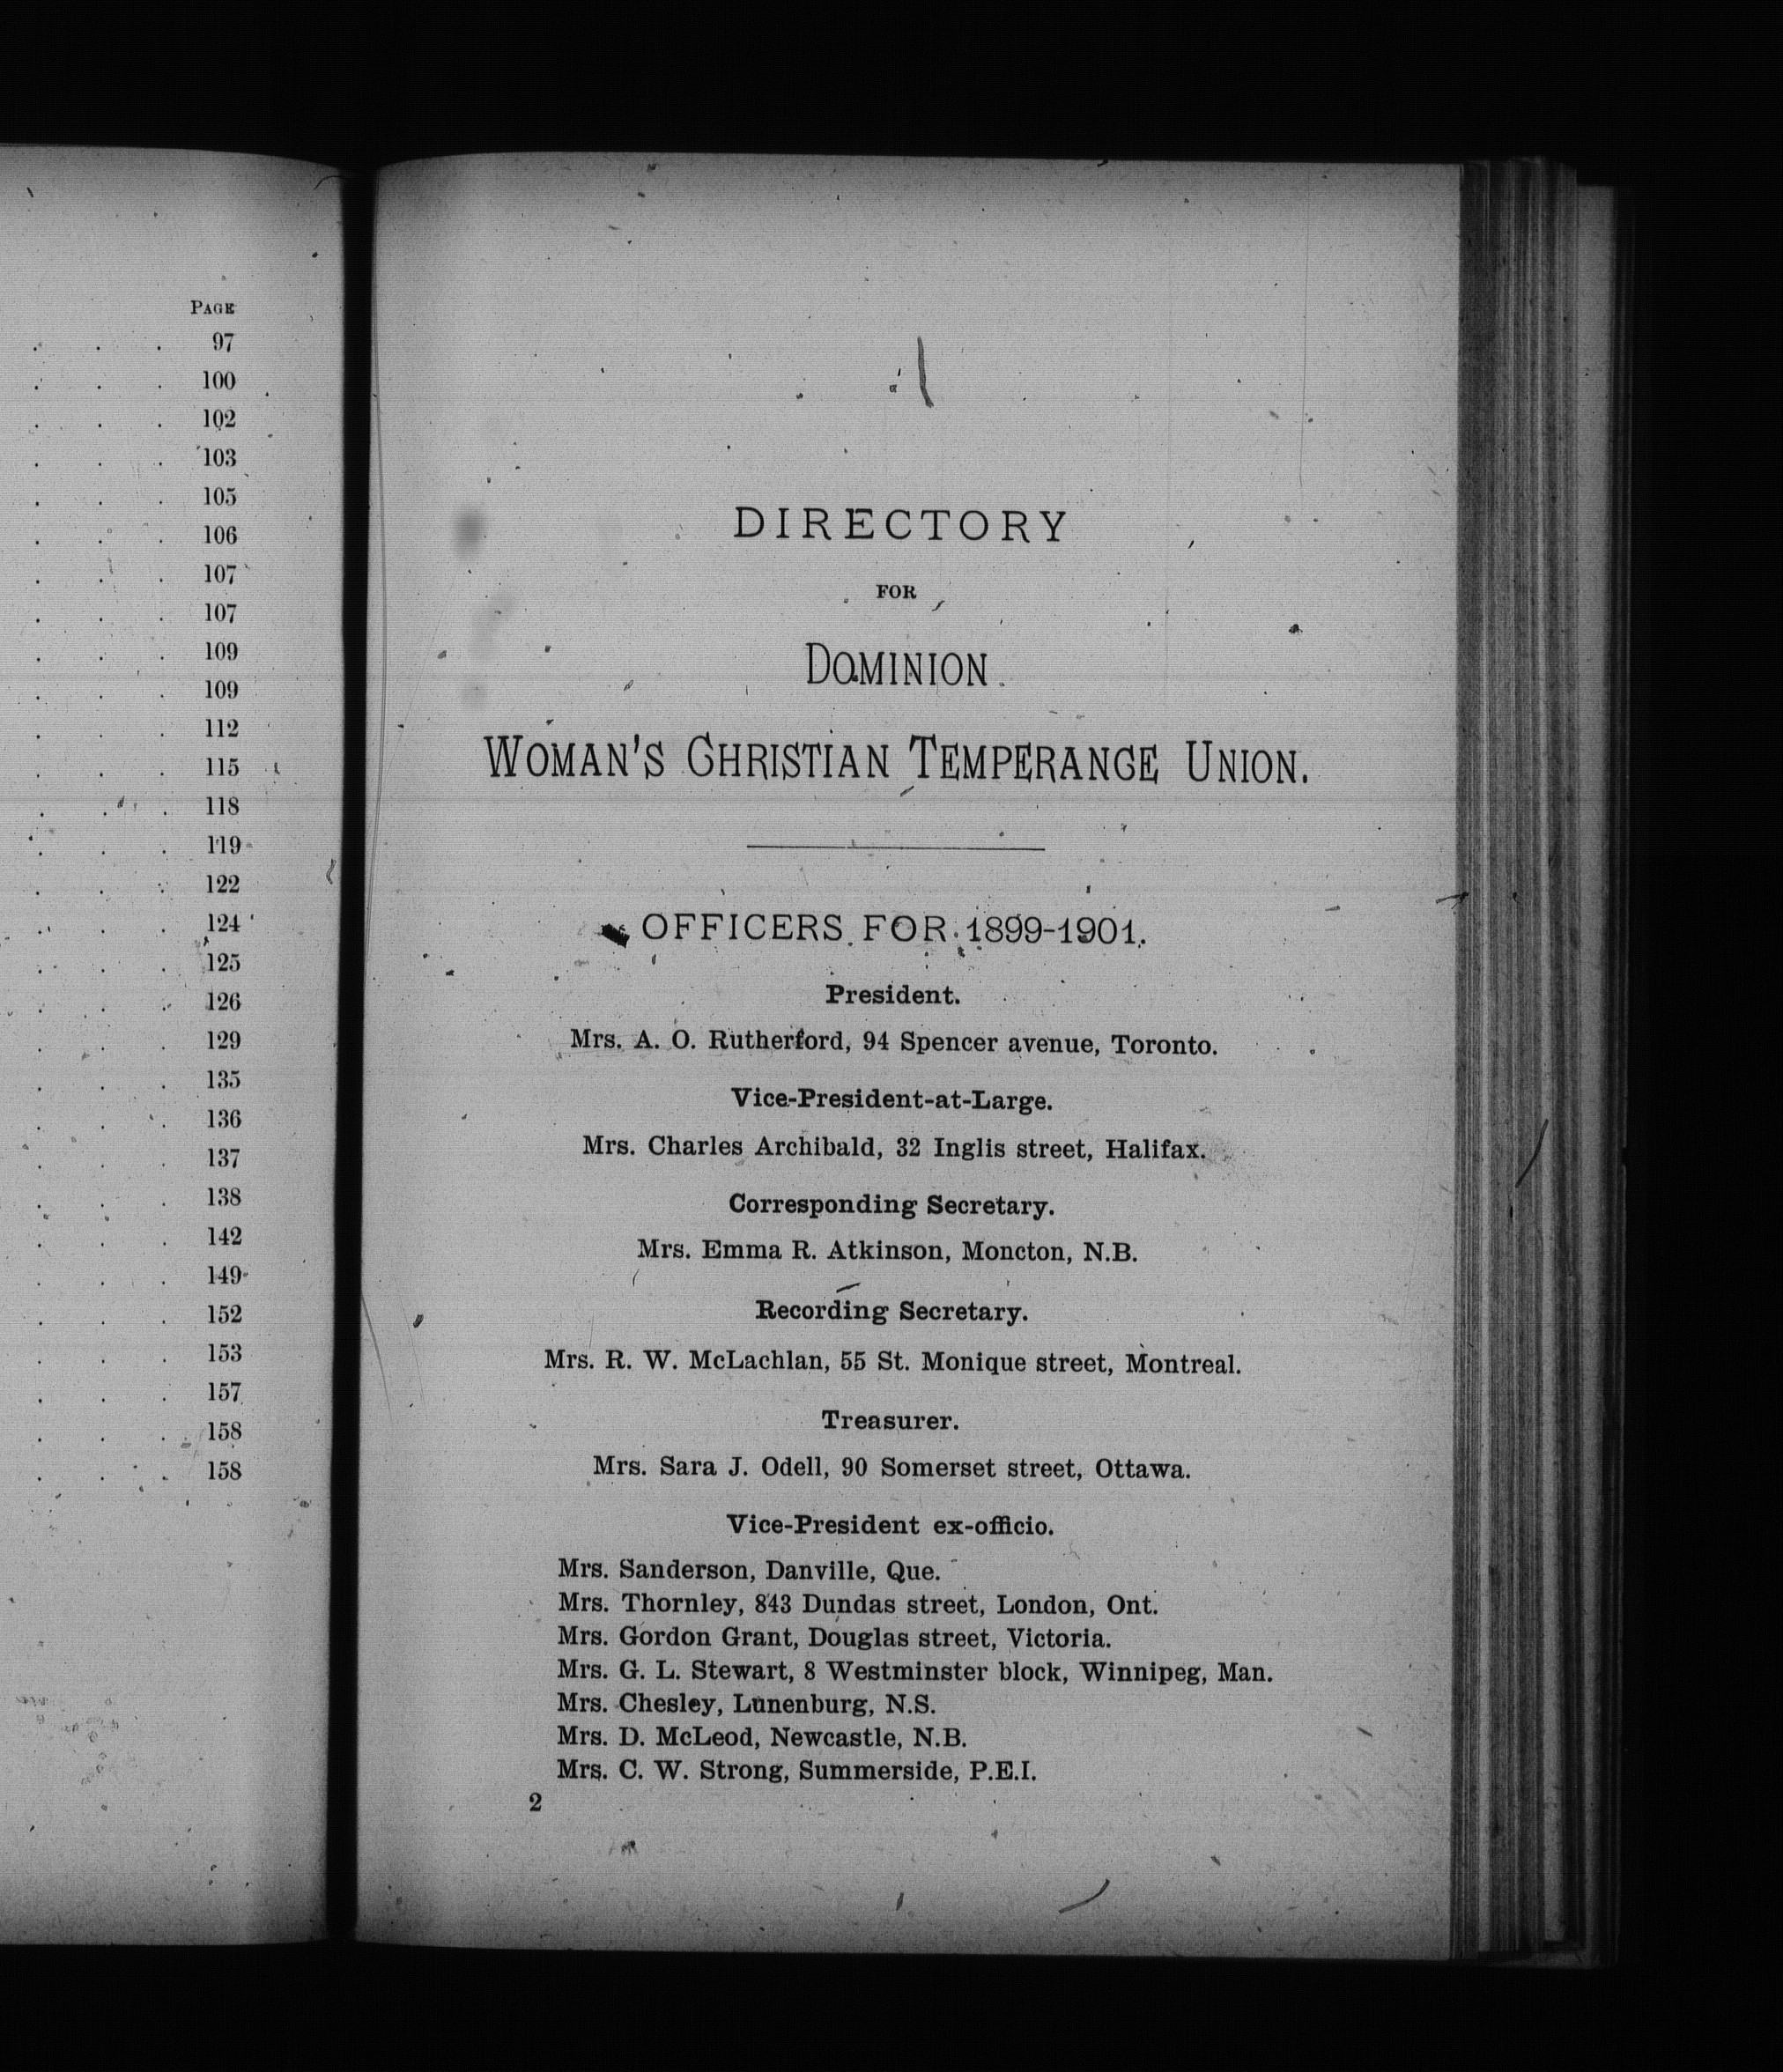 PAGE
97
100
102
103
105
106
107
107
109
109
112
115
118
119
122
124
125
126
129
135
136
137
138
142
149
152
153
157
158
158
DIRECTORY
FOR
DOMINION
WOMAN'S CHRISTIAN TEMPERANCE UNION.
OFFICERS FOR 1899-1901.
President.
Mrs. A. O. Rutherford, 94 Spencer avenue, Toronto.
Vice-President-at-Large.
Mrs. Charles Archibald, 32 Inglis street, Halifax.
Corresponding Secretary.
Mrs. Emma R. Atkinson, Moncton, N.B.
Recording Secretary.
Mrs. R. W. McLachlan, 55 St. Monique street, Montreal.
Treasurer.
Mrs. Sara J. Odell, 90 Somerset street, Ottawa.
Vice-President ex-officio.
Mrs. Sanderson, Danville, Que.
Mrs. Thornley, 843 Dundas street, London, Ont.
Mrs. Gordon Grant, Douglas street, Victoria.
Mrs. G. L. Stewart, 8 Westminster block, Winnipeg, Man.
Mrs. Chesley, Lunenburg, N.S.
Mrs. D. McLeod, Newcastle, N.B.
Mrs. C. W. Strong, Summerside, P.E.I.
2